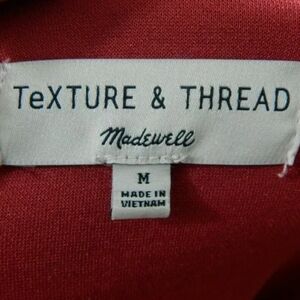 TeXTURE & THREAD
Madewell
M
MADE IN
VIETNAM